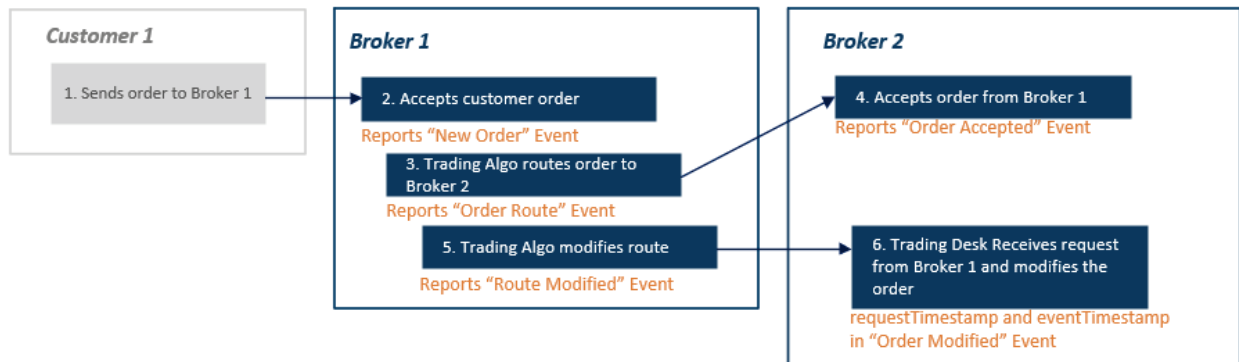 Customer 1
1. Sends order to Broker 1
Broker 1
2. Accepts customer order
Reports “New Order” Event
3. Trading Algo routes order to
Broker 2
Reports “Order Route” Event
5. Trading Algo modifies route
Reports “Route Modified” Event
Broker 2
4. Accepts order from Broker 1
Reports “Order Accepted” Event
6. Trading Desk Receives request
from Broker 1 and modifies the
order
requestTimestamp and eventTimestamp
in “Order Modified” Event